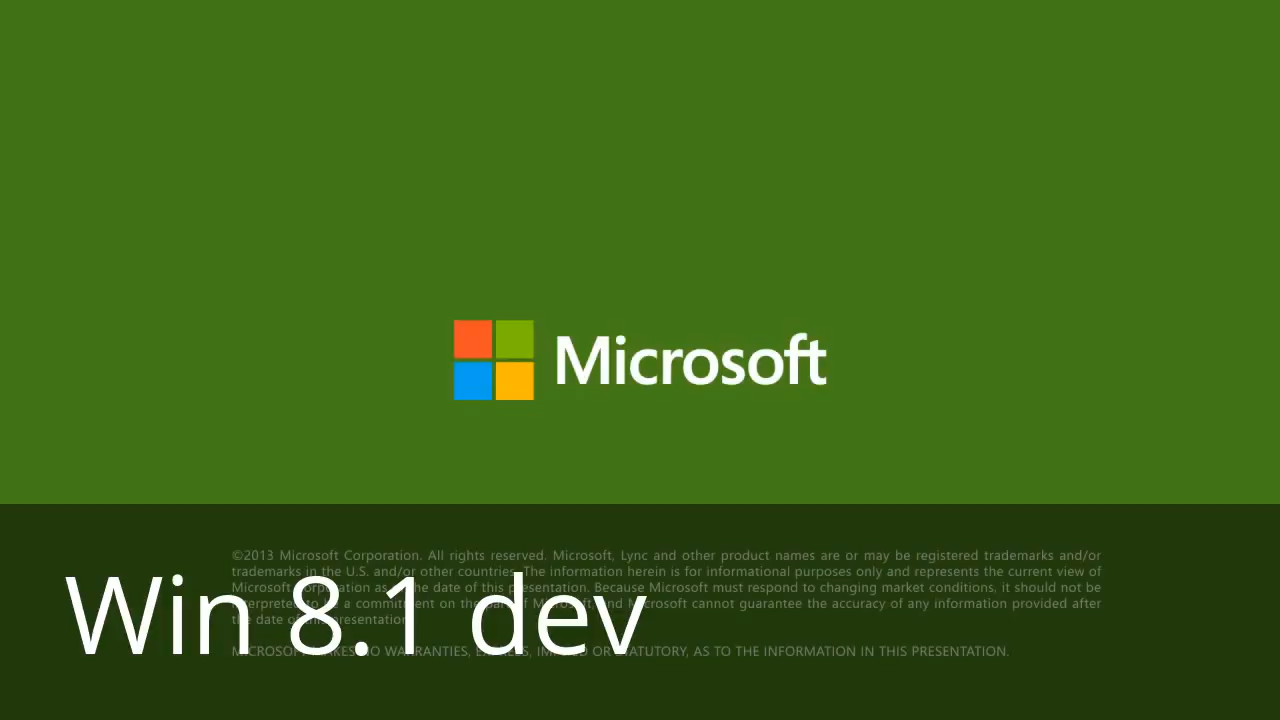 Microsoft
©2013 Microsoft Corporation. All rights reserved. Microsoft, Lync and other product names are or may be registered trademarks and/or
trademarks in the U.S. and/or other countries. The information herein is for informational purposes only and represents the current view of
Microsoft Corporation as of the date of this presentation. Because Microsoft must respond to changing market conditions, it should not be
interpreted to be a commitment on the part of Microsoft, and Microsoft cannot guarantee the accuracy of any information provided after
the date of this presentation.
Win 8.1 dev
MICROSOFT MAKES NO WARRANTIES, EXPRESS, IMPLIED OR STATUTORY, AS TO THE INFORMATION IN THIS PRESENTATION.